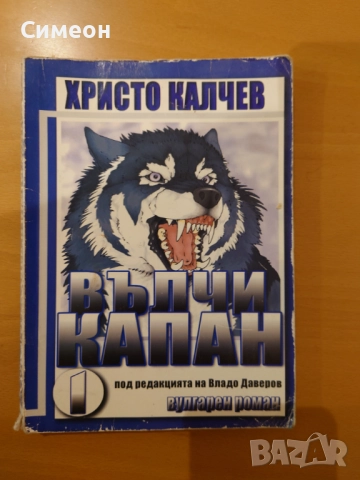 Симеон
ХРИСТО КАЛЧЕВ
ВЪЛЧИ
КАПАН
1
под редакцията на Владо Даверов
вулгарен роман
BAZAR